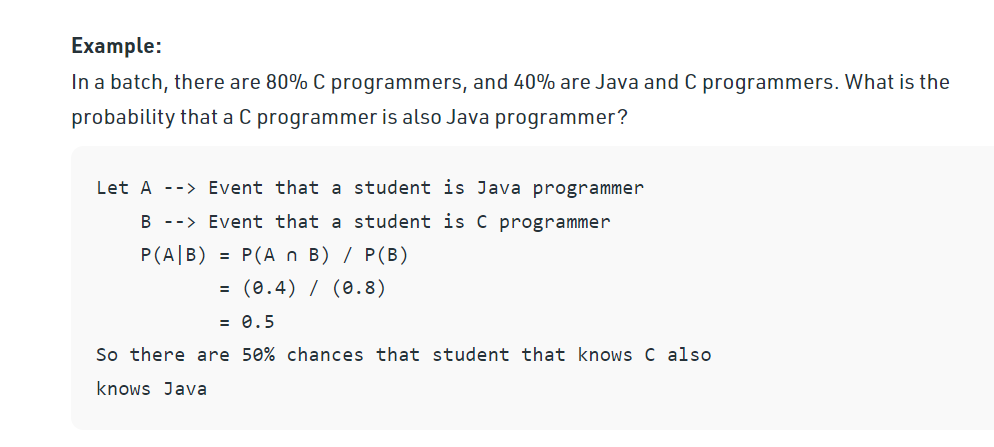 Example:
In a batch, there are 80% C programmers, and 40% are Java and C programmers. What is the
probability that a C programmer is also Java programmer?
Let A --> Event that a student is Java programmer
    B --> Event that a student is C programmer
    P(A|B) = P(A ∩ B) / P(B)
           = (0.4) / (0.8)
           = 0.5
So there are 50% chances that student that knows C also
knows Java